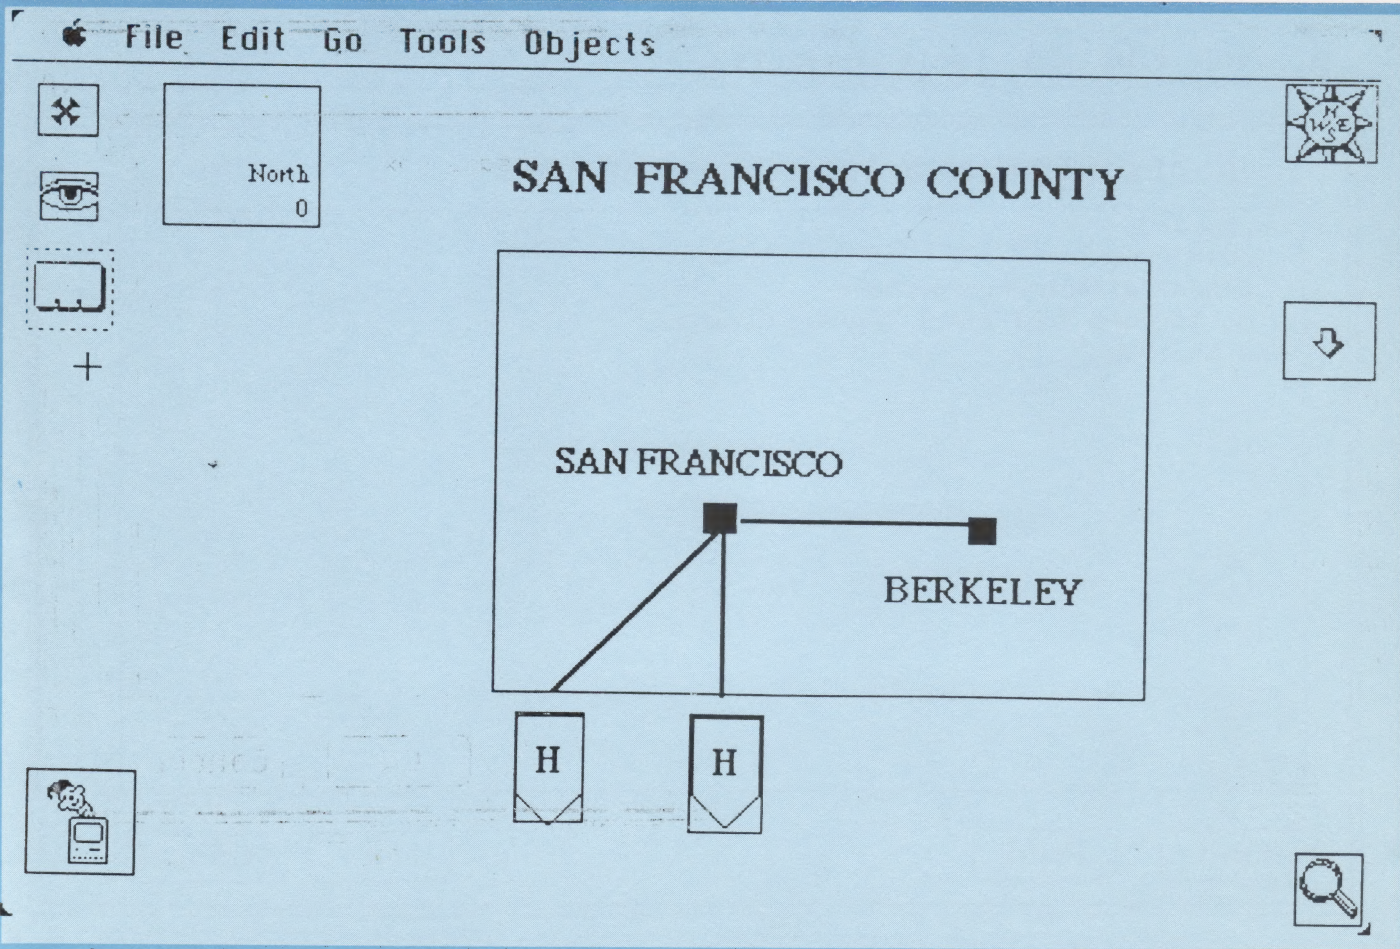 File Edit Go Tools Objects
North
0
N
W E
S
SAN FRANCISCO COUNTY
SAN FRANCISCO
BERKELEY
H H